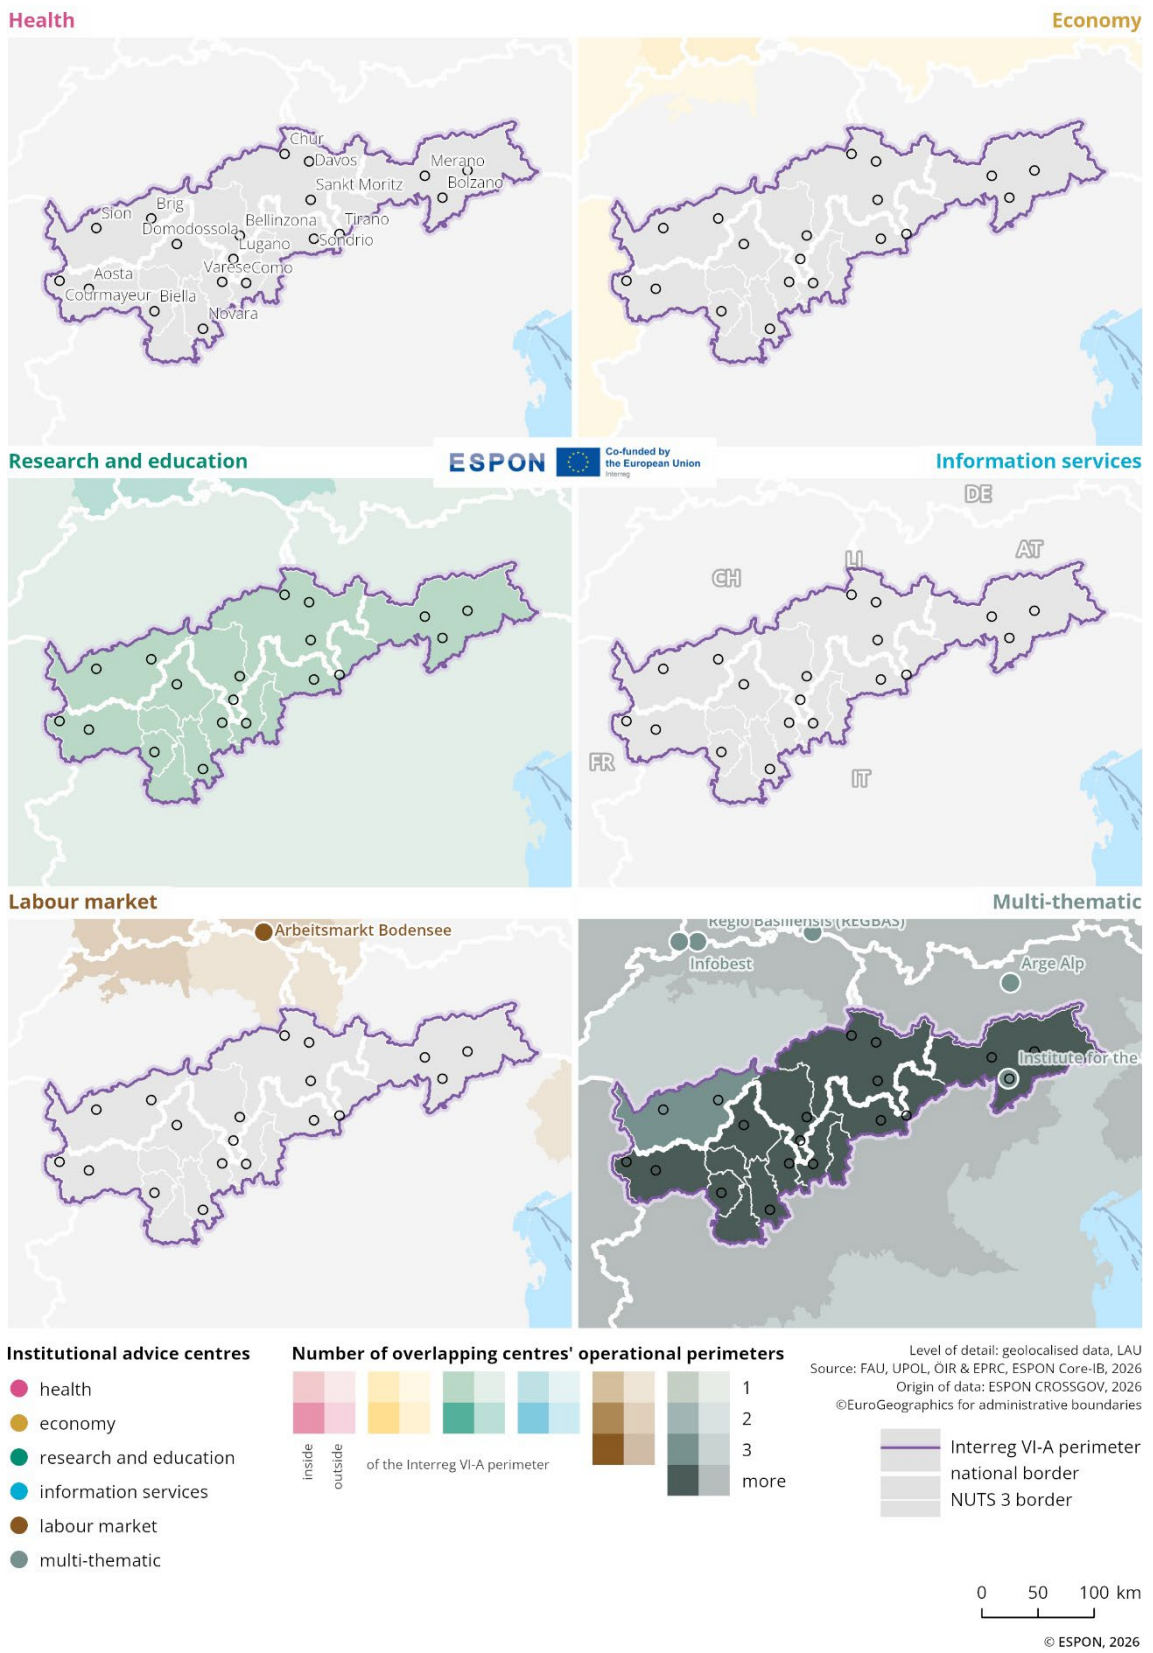 Health
Economy
Chur
Davos
Merano
Sankt Moritz
Bolzano
Brig
Sion
Bellinzona
Tirano
Domodossola
Lugano
Sondrio
Varese
Como
Aosta
Courmayeur
Biella
Novara
Research and education
ESPON
Co-funded by
the European Union
Interreg
Information services
DE
AT
LI
CH
FR
IT
Labour market
Multi-thematic
Arbeitsmarkt Bodensee
Regio Basiliensis (REGBAS)
Infobest
Arge Alp
Institute for the
Institutional advice centres
health
economy
research and education
information services
labour market
multi-thematic
Number of overlapping centres' operational perimeters
1
2
3
more
inside
outside
of the Interreg VI-A perimeter
Level of detail: geolocalised data, LAU
Source: FAU, UPOL, ÖIR & EPRC, ESPON Core-IB, 2026
Origin of data: ESPON CROSSGOV, 2026
©EuroGeographics for administrative boundaries
Interreg VI-A perimeter
national border
NUTS 3 border
0 50 100 km
© ESPON, 2026